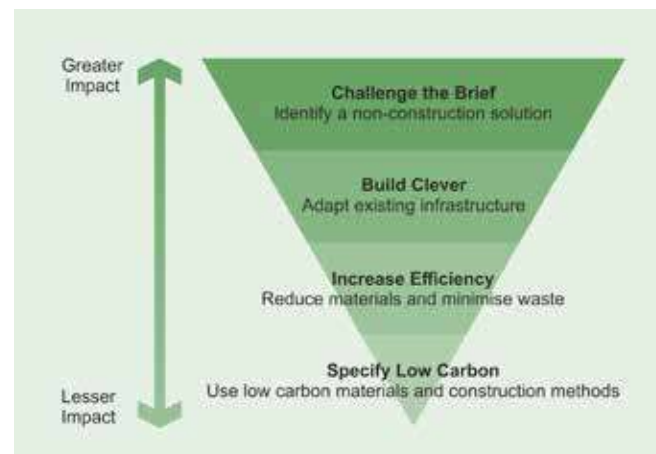 Greater
Impact
Challenge the Brief
Identify a non-construction solution
Build Clever
Adapt existing infrastructure
Increase Efficiency
Reduce materials and minimise waste
Specify Low Carbon
Use low carbon materials and construction methods
Lesser
Impact